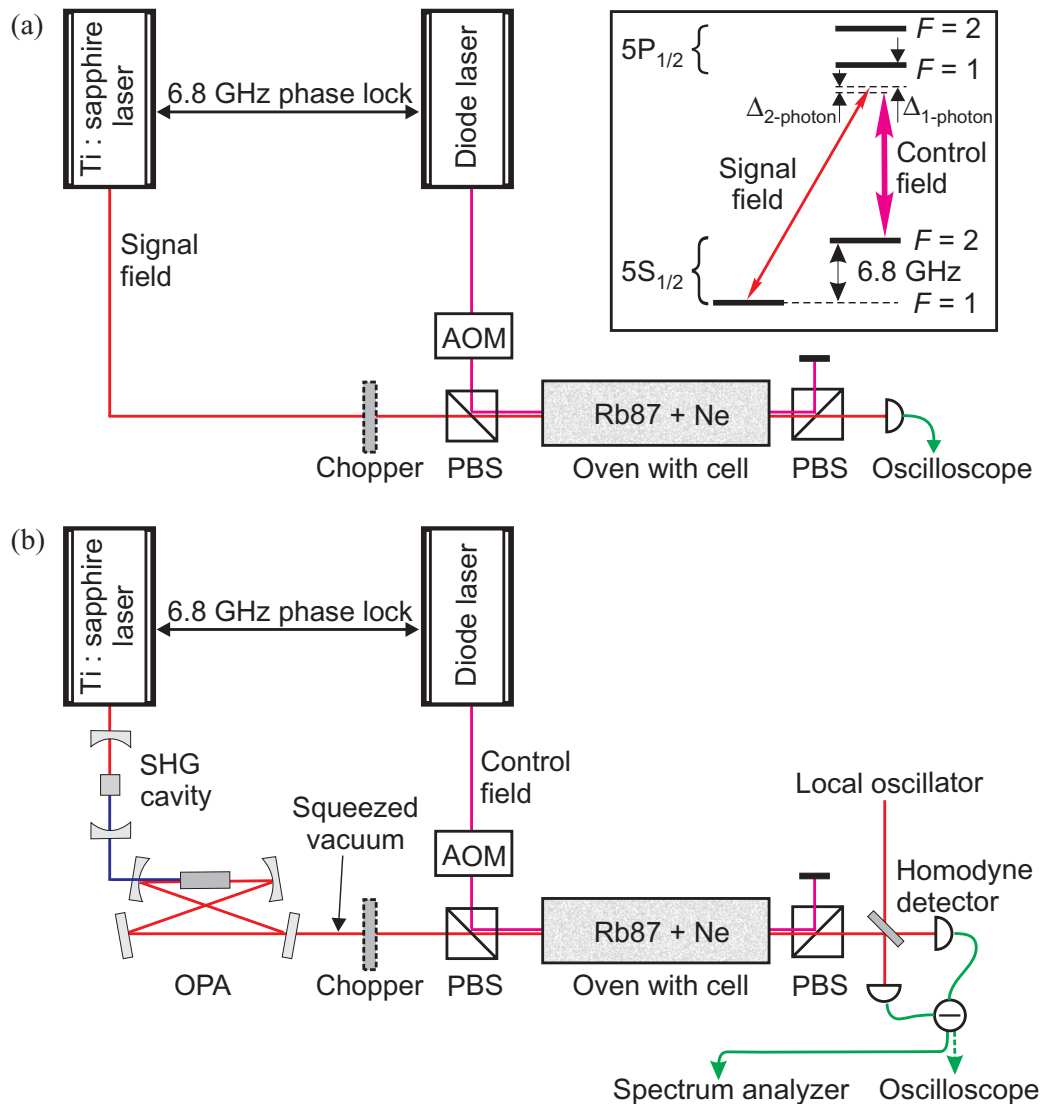 (a)
Ti : sapphire
laser
6.8 GHz phase lock
Diode laser
Signal
field
AOM
Chopper
PBS
Rb87 + Ne
Oven with cell
PBS
Oscilloscope
5P1/2
F = 2
F = 1
Δ2-photon
Δ1-photon
Signal
field
Control
field
5S1/2
F = 2
6.8 GHz
F = 1
(b)
Ti : sapphire
laser
6.8 GHz phase lock
Diode laser
SHG
cavity
Control
field
Squeezed
vacuum
AOM
OPA
Chopper
PBS
Rb87 + Ne
Oven with cell
PBS
Local oscillator
Homodyne
detector
Spectrum analyzer
Oscilloscope